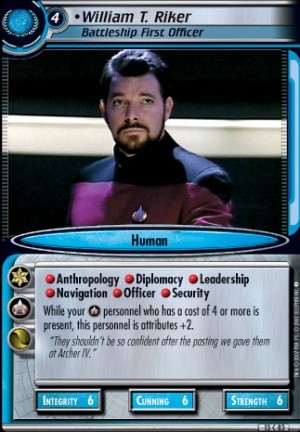 4 •William T. Riker
Battleship First Officer
Human
Anthropology Diplomacy Leadership
Navigation Officer Security
While your personnel who has a cost of 4 or more is
present, this personnel is attributes +2.
"They shouldn't be so confident after the posting we gave them
at Archer IV."
INTEGRITY 6 CUNNING 6 STRENGTH 6
13 C 83